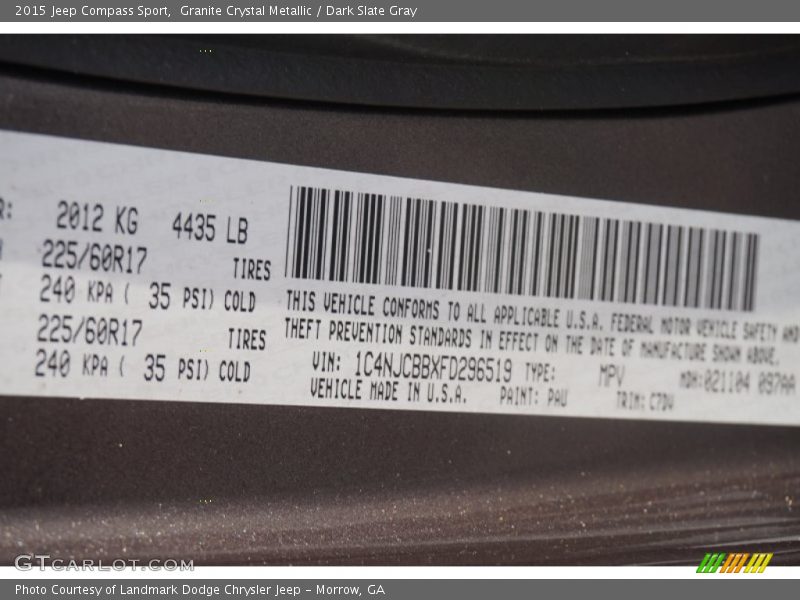 2015 Jeep Compass Sport,  Granite Crystal Metallic / Dark Slate Gray
R: 2012 KG 4435 LB
225/60R17 TIRES
240 KPA ( 35 PSI) COLD
225/60R17 TIRES
240 KPA ( 35 PSI) COLD
THIS VEHICLE CONFORMS TO ALL APPLICABLE U.S.A. FEDERAL MOTOR VEHICLE SAFETY AND
THEFT PREVENTION STANDARDS IN EFFECT ON THE DATE OF MANUFACTURE SHOWN ABOVE.
VIN: 1C4NJCBBXFD296519 TYPE: MPV MDH:021104 097AA
VEHICLE MADE IN U.S.A. PAINT: PAU TRIM: C7DV
GTCARLOT.COM
Photo Courtesy of Landmark Dodge Chrysler Jeep - Morrow, GA